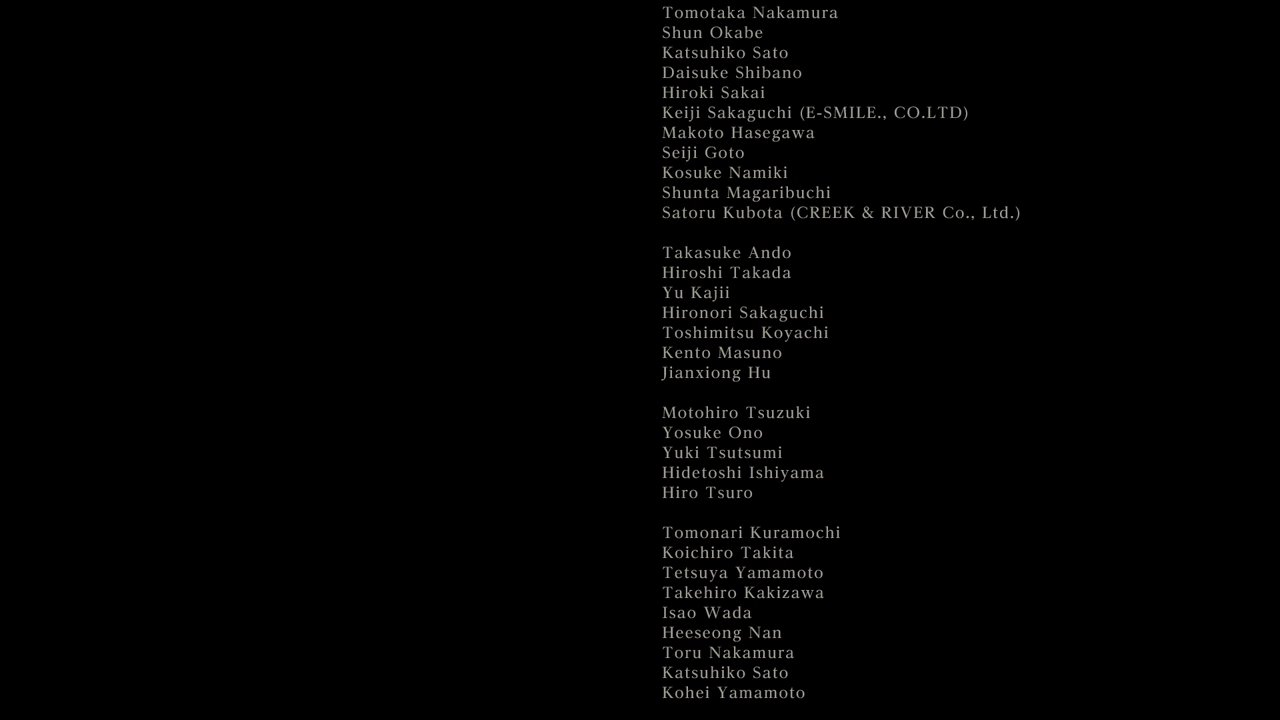 Tomotaka Nakamura
Shun Okabe
Katsuhiko Sato
Daisuke Shibano
Hiroki Sakai
Keiji Sakaguchi (E-SMILE., CO.LTD)
Makoto Hasegawa
Seiji Goto
Kosuke Namiki
Shunta Magaribuchi
Satoru Kubota (CREEK & RIVER Co., Ltd.)
Takasuke Ando
Hiroshi Takada
Yu Kajii
Hironori Sakaguchi
Toshimitsu Koyachi
Kento Masuno
Jianxiong Hu
Motohiro Tsuzuki
Yosuke Ono
Yuki Tsutsumi
Hidetoshi Ishiyama
Hiro Tsuro
Tomonari Kuramochi
Koichiro Takita
Tetsuya Yamamoto
Takehiro Kakizawa
Isao Wada
Heeseong Nan
Toru Nakamura
Katsuhiko Sato
Kohei Yamamoto